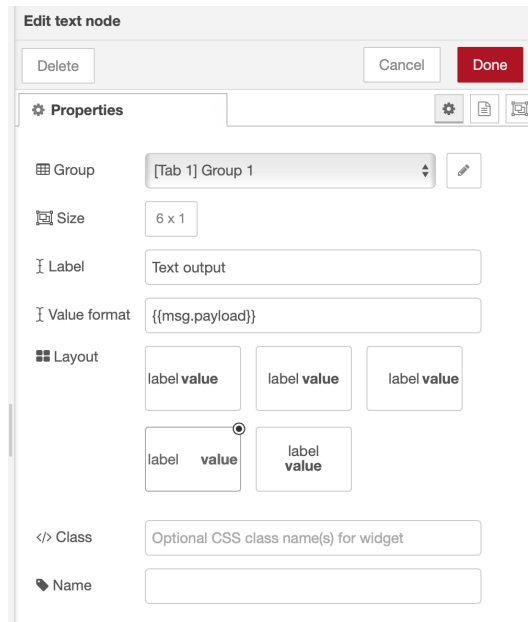 Edit text node
Delete
Cancel
Done
Properties
Group
[Tab 1] Group 1
Size
6 x 1
Label
Text output
Value format
{{msg.payload}}
Layout
label value
label value
label value
label value
label
value
</> Class
Optional CSS class name(s) for widget
Name